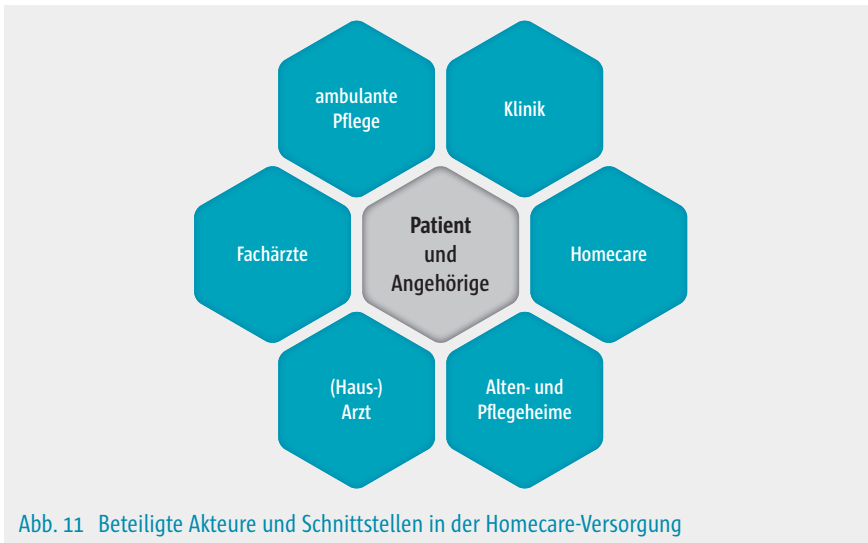 ambulante
Pflege
Klinik
Fachärzte
Patient
und
Angehörige
Homecare
(Haus-)
Arzt
Alten- und
Pflegeheime
Abb. 11 Beteiligte Akteure und Schnittstellen in der Homecare-Versorgung